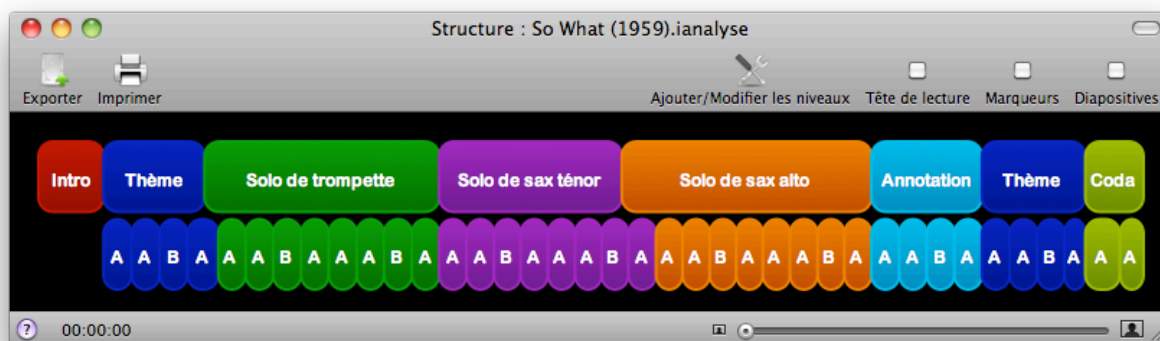 Structure : So What (1959).ianalyse
Exporter Imprimer Ajouter/Modifier les niveaux Tête de lecture Marqueurs Diapositives
Intro Thème Solo de trompette Solo de sax ténor Solo de sax alto Annotation Thème Coda
A A B A A A B A A A B A A A B A A A B A A A B A A A B A A A B A A A B A A A
? 00:00:00